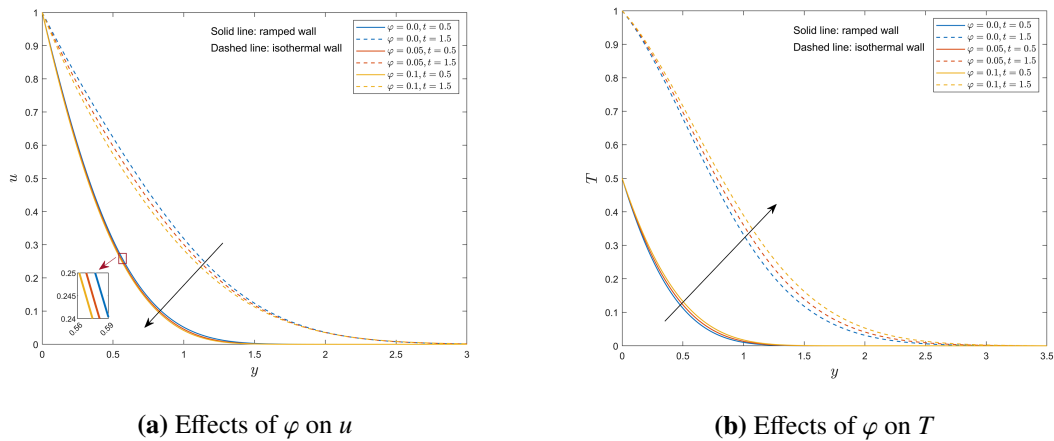 Solid line: ramped wall
Dashed line: isothermal wall
φ = 0.0, t = 0.5
φ = 0.0, t = 1.5
φ = 0.05, t = 0.5
φ = 0.05, t = 1.5
φ = 0.1, t = 0.5
φ = 0.1, t = 1.5
1
0.9
0.8
0.7
0.6
0.5
0.4
0.3
0.2
0.1
0
u
0.25
0.245
0.24
0.56
0.59
0
0.5
1
1.5
2
2.5
3
y
(a) Effects of φ on u
Solid line: ramped wall
Dashed line: isothermal wall
φ = 0.0, t = 0.5
φ = 0.0, t = 1.5
φ = 0.05, t = 0.5
φ = 0.05, t = 1.5
φ = 0.1, t = 0.5
φ = 0.1, t = 1.5
1
0.9
0.8
0.7
0.6
0.5
0.4
0.3
0.2
0.1
0
T
0
0.5
1
1.5
2
2.5
3
3.5
y
(b) Effects of φ on T